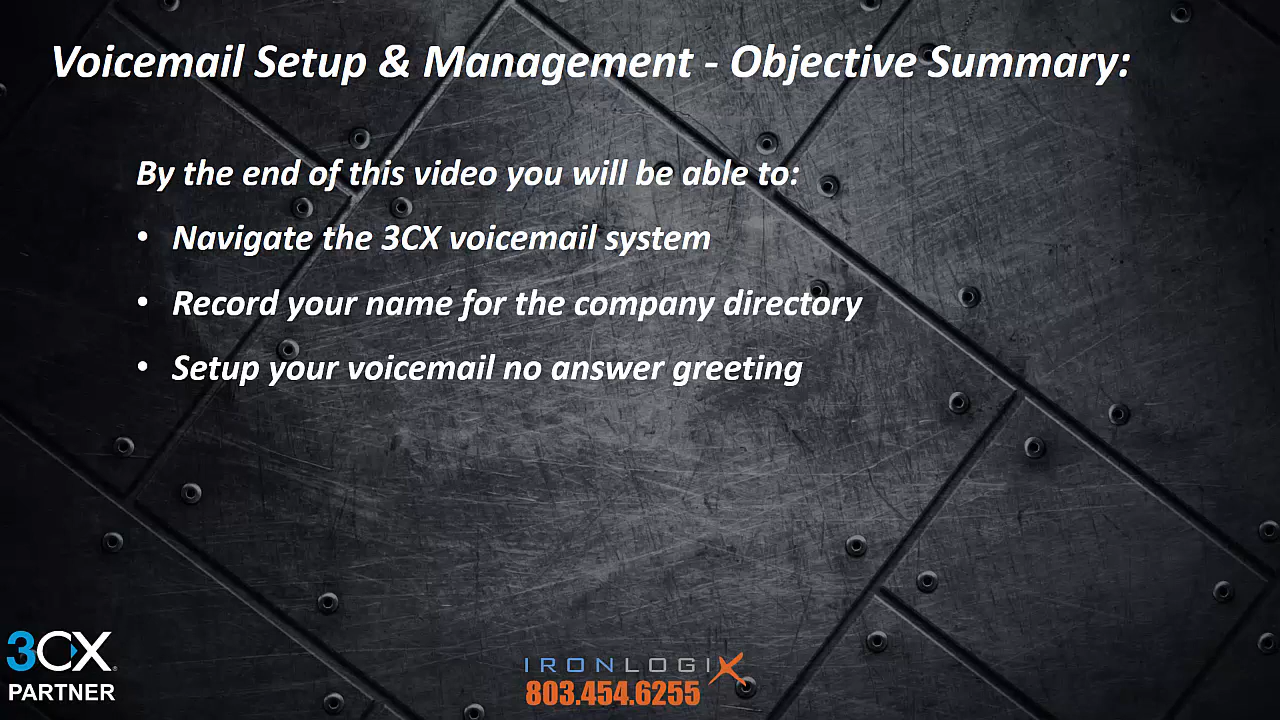 Voicemail Setup & Management - Objective Summary:
By the end of this video you will be able to:
• Navigate the 3CX voicemail system
• Record your name for the company directory
• Setup your voicemail no answer greeting
3CX
PARTNER
IRONLOGIX
803.454.6255